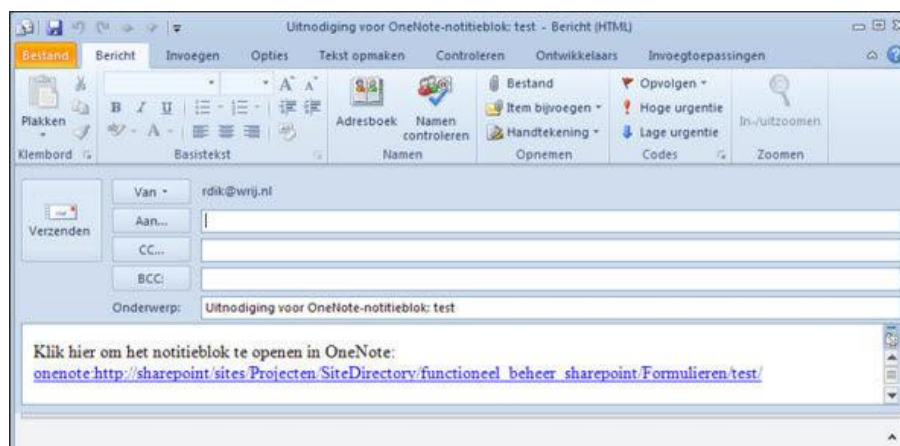 Uitnodiging voor OneNote-notitieblok: test - Bericht (HTML)
Bestand Bericht Invoegen Opties Tekst opmaken Controleren Ontwikkelaars Invoegtoepassingen
Plakken
B I U
A
Adresboek
Namen controleren
Bestand
Item bijvoegen
Handtekening
Opvolgen
Hoge urgentie
Lage urgentie
In-/uitzoomen
Klembord Basistekst Namen Opnemen Codes Zoomen
Verzenden
Van rdik@wrij.nl
Aan...
CC...
BCC:
Onderwerp: Uitnodiging voor OneNote-notitieblok: test
Klik hier om het notitieblok te openen in OneNote:
onenote:http://sharepoint/sites/Projecten/SiteDirectory/functioneel_beheer_sharepoint/Formulieren/test/